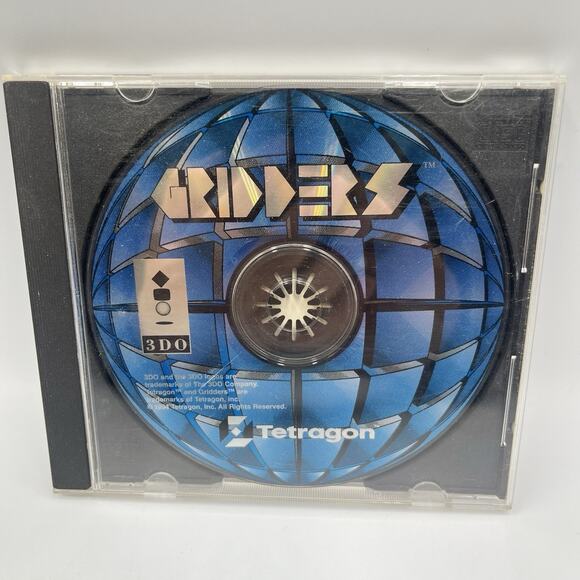 GRIDDERS™
3DO
3DO and the 3DO logos are
trademarks of The 3DO Company.
Tetragon™ and Gridders™ are
trademarks of Tetragon, Inc.
© 1994 Tetragon, Inc. All Rights Reserved.
Tetragon™